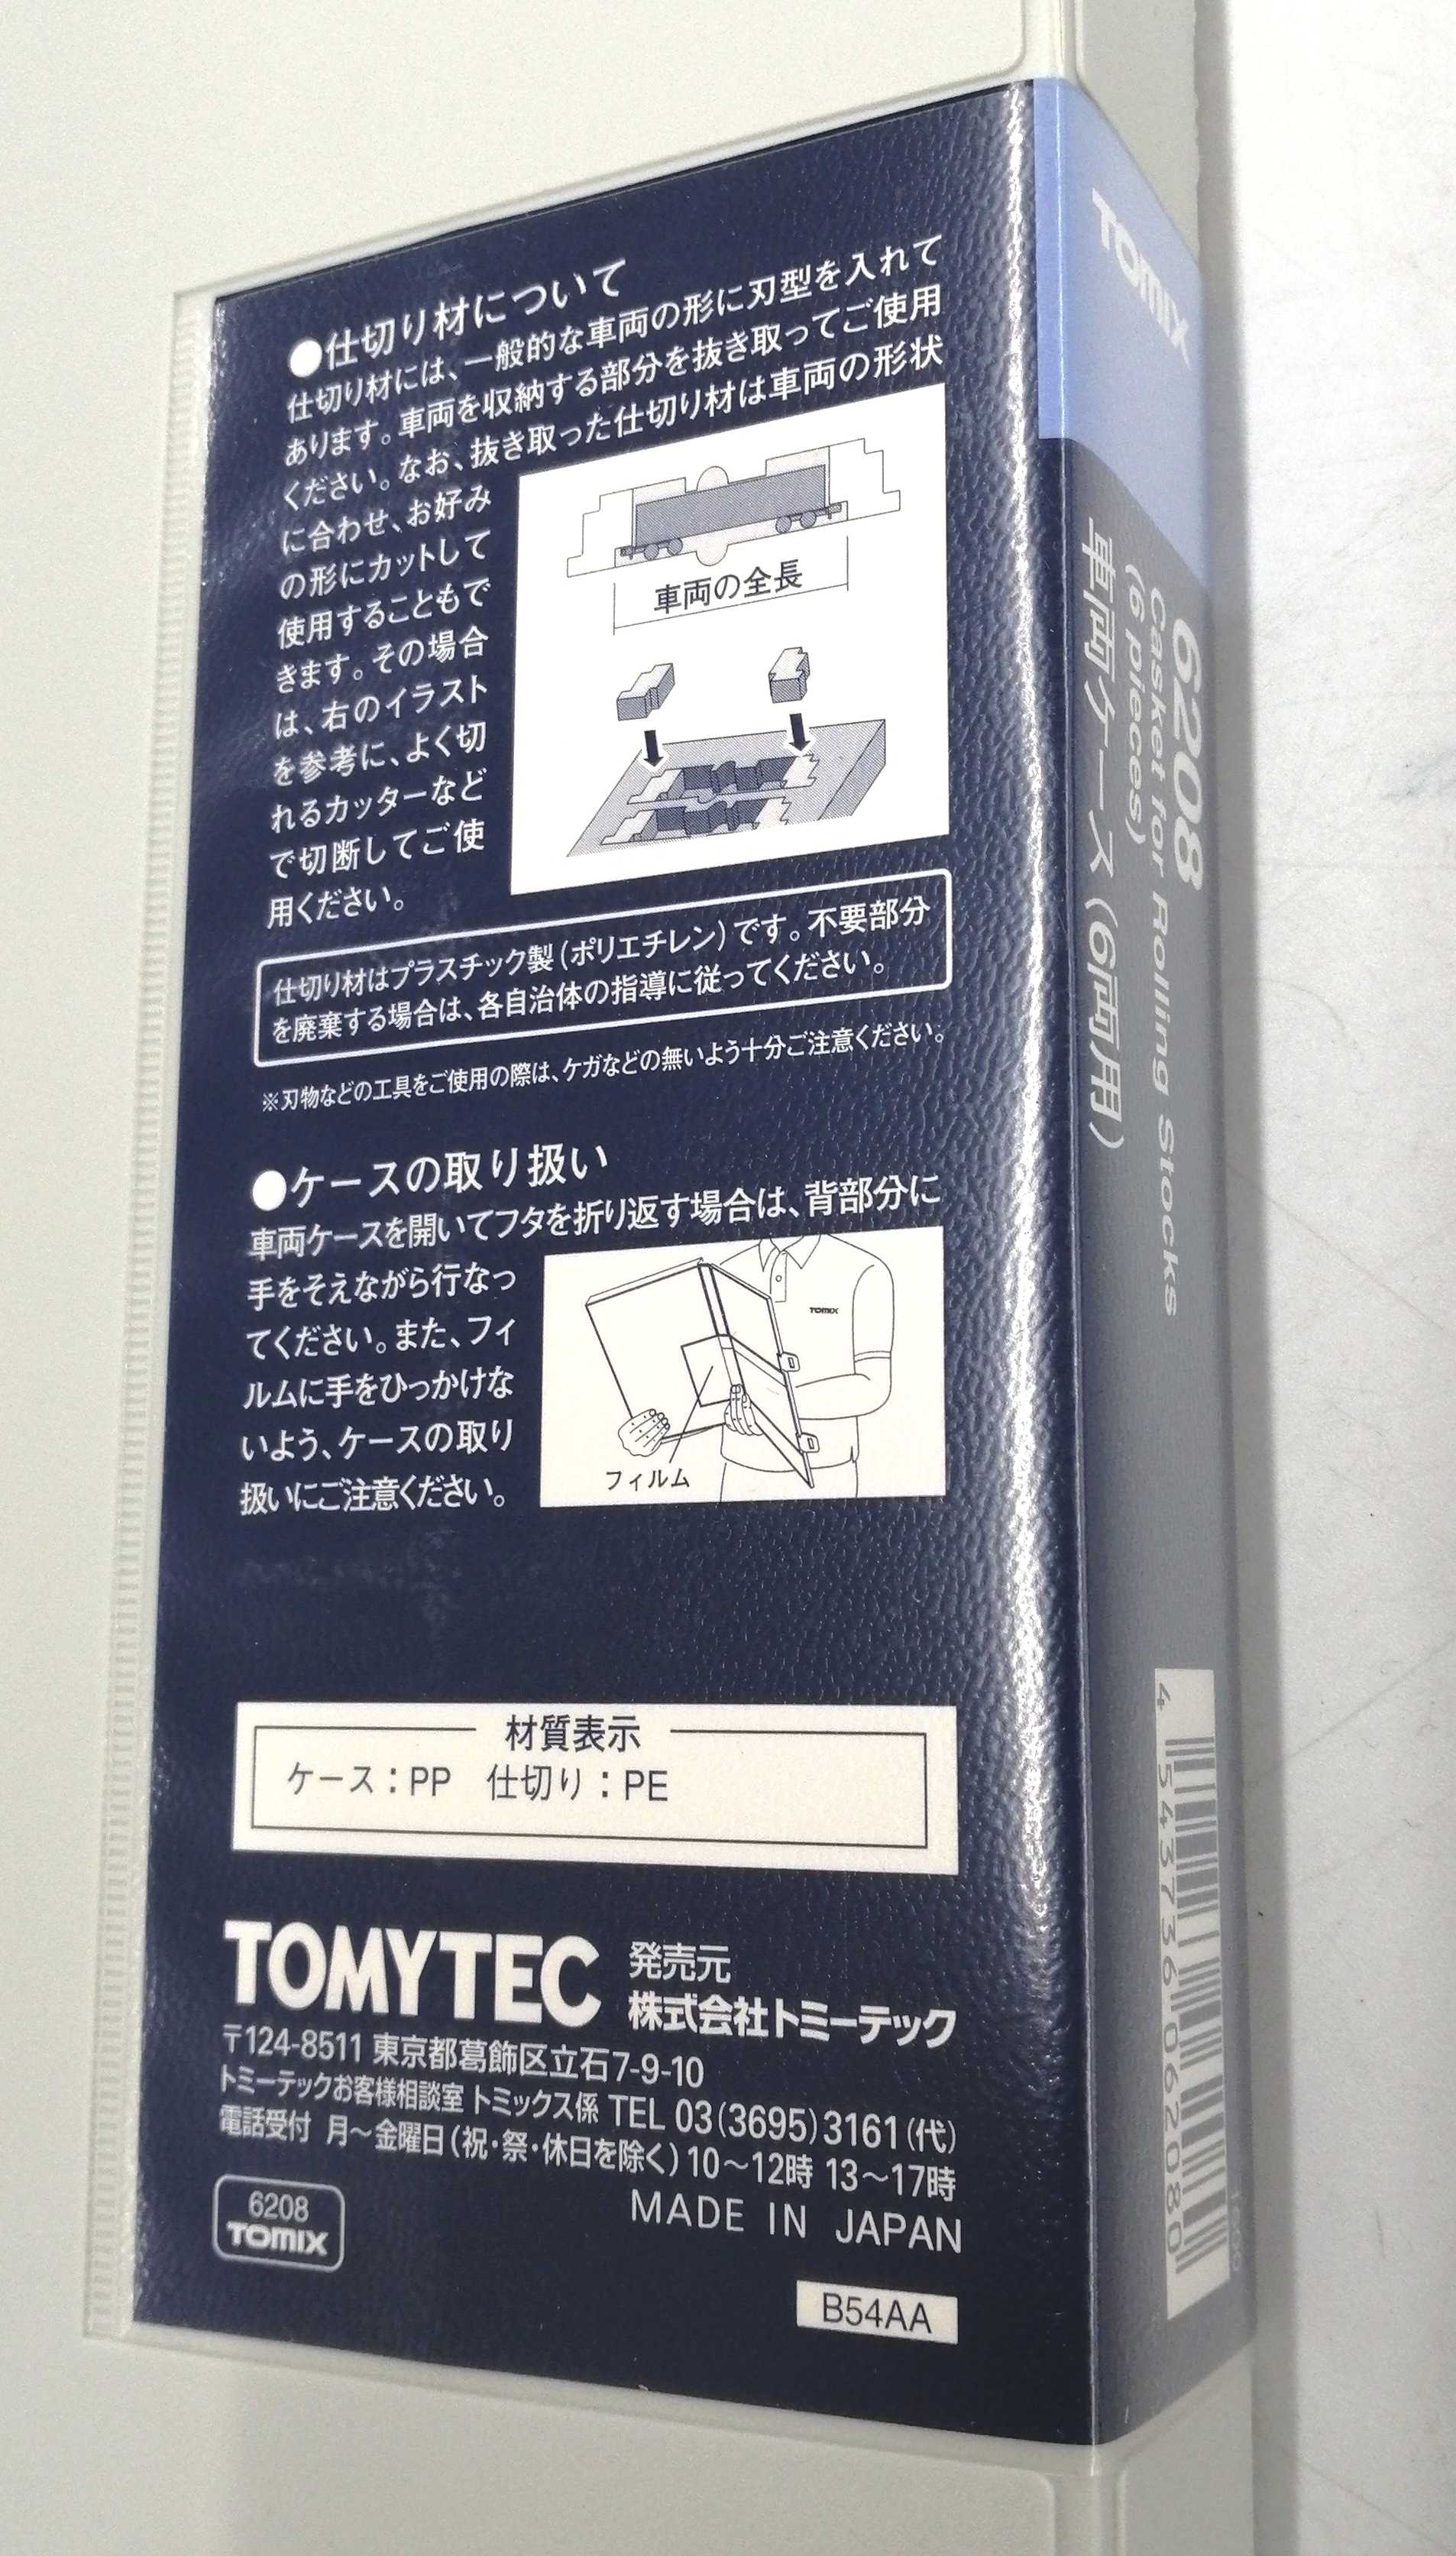 ●仕切り材について
仕切り材には、一般的な車両の形に刃型を入れて
あります。車両を収納する部分を抜き取ってご使用
ください。なお、抜き取った仕切り材は車両の形状
に合わせ、お好み
の形にカットして
使用することもで
きます。その場合
は、右のイラスト
を参考に、よく切
れるカッターなど
で切断してご使
用ください。
車両の全長
仕切り材はプラスチック製(ポリエチレン)です。不要部分
を廃棄する場合は、各自治体の指導に従ってください。
※刃物などの工具をご使用の際は、ケガなどの無いよう十分ご注意ください。
●ケースの取り扱い
車両ケースを開いてフタを折り返す場合は、背部分に
手をそえながら行なっ
てください。また、フィ
ルムに手をひっかけな
いよう、ケースの取り
扱いにご注意ください。
TOMIX
フィルム
材質表示
ケース：PP 仕切り：PE
TOMYTEC
発売元
株式会社トミーテック
〒124-8511 東京都葛飾区立石7-9-10
トミーテックお客様相談室 トミックス係 TEL 03(3695)3161(代)
電話受付 月～金曜日(祝・祭・休日を除く)10～12時 13～17時
MADE IN JAPAN
6208
TOMIX
B54AA
TOMIX
6208
Casket for Rolling Stocks
(6 pieces)
車両ケース(6両用)
4 543736 062080